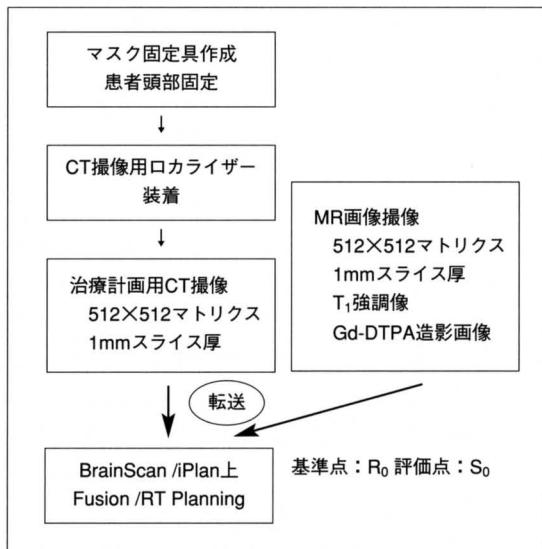 マスク固定具作成
患者頭部固定
↓
CT撮像用ロカライザー
装着
↓
治療計画用CT撮像
512×512マトリクス
1mmスライス厚
MR画像撮像
512×512マトリクス
1mmスライス厚
T₁強調像
Gd-DTPA造影画像
転送
BrainScan /iPlan上
Fusion /RT Planning
基準点：R₀ 評価点：S₀